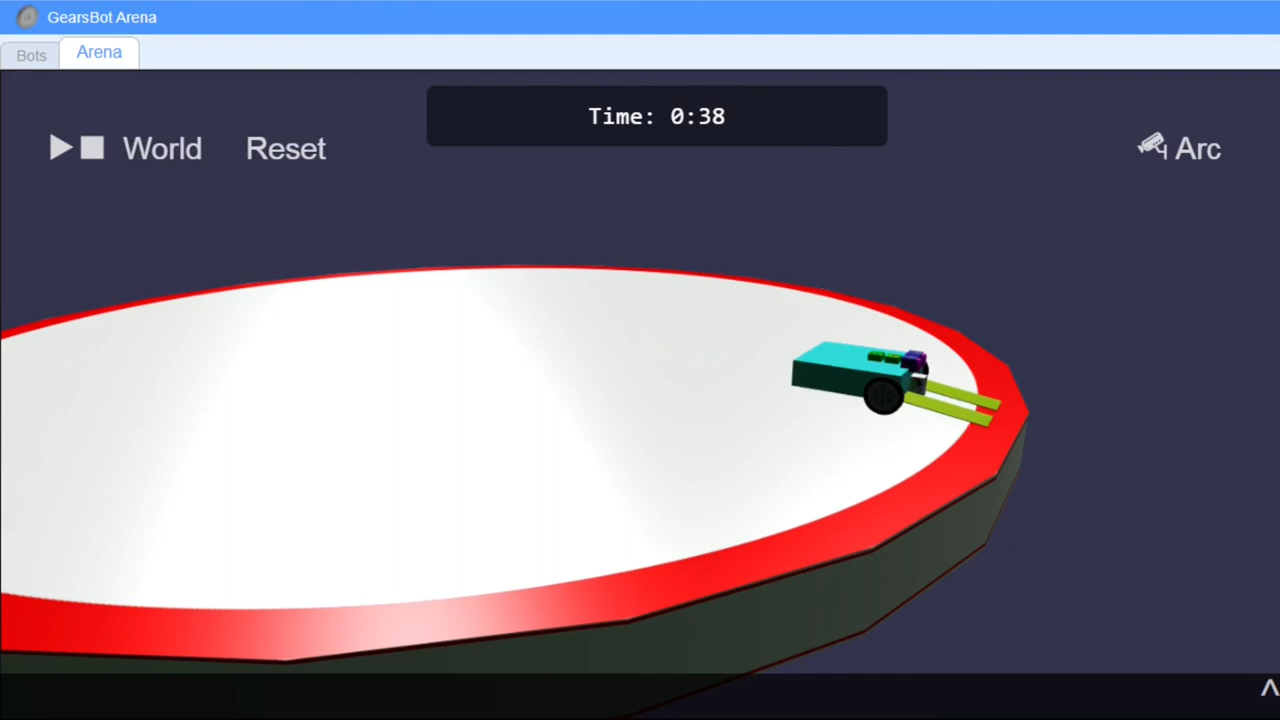 GearsBot Arena
Bots
Arena
Time: 0:38
World
Reset
Arc